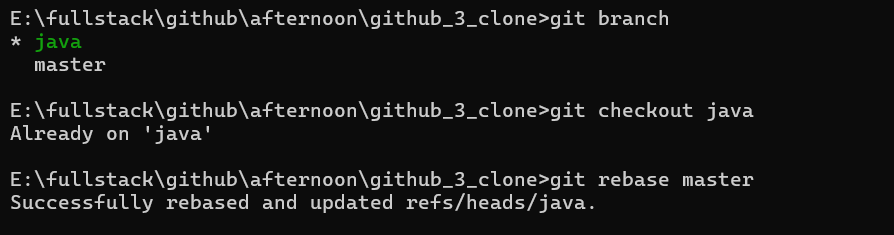 E:\fullstack\github\afternoon\github_3_clone>git branch
* java
  master
E:\fullstack\github\afternoon\github_3_clone>git checkout java
Already on 'java'
E:\fullstack\github\afternoon\github_3_clone>git rebase master
Successfully rebased and updated refs/heads/java.